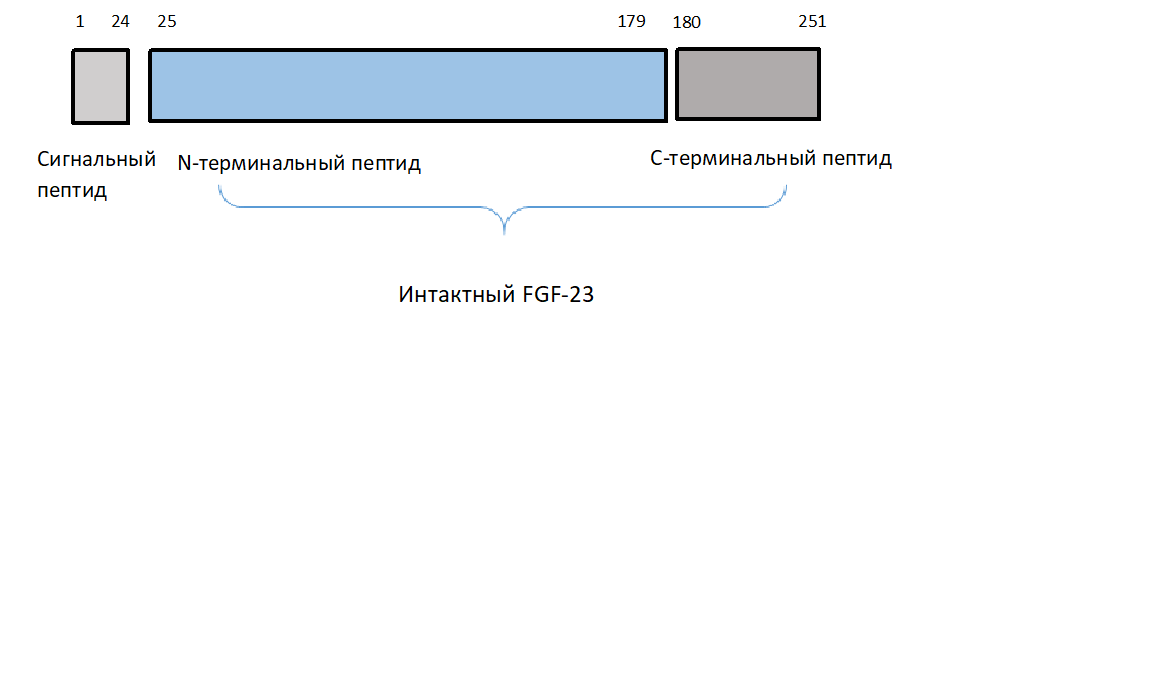 1 24 25 179 180 251
Сигнальный
пептид
N-терминальный пептид
С-терминальный пептид
Интактный FGF-23